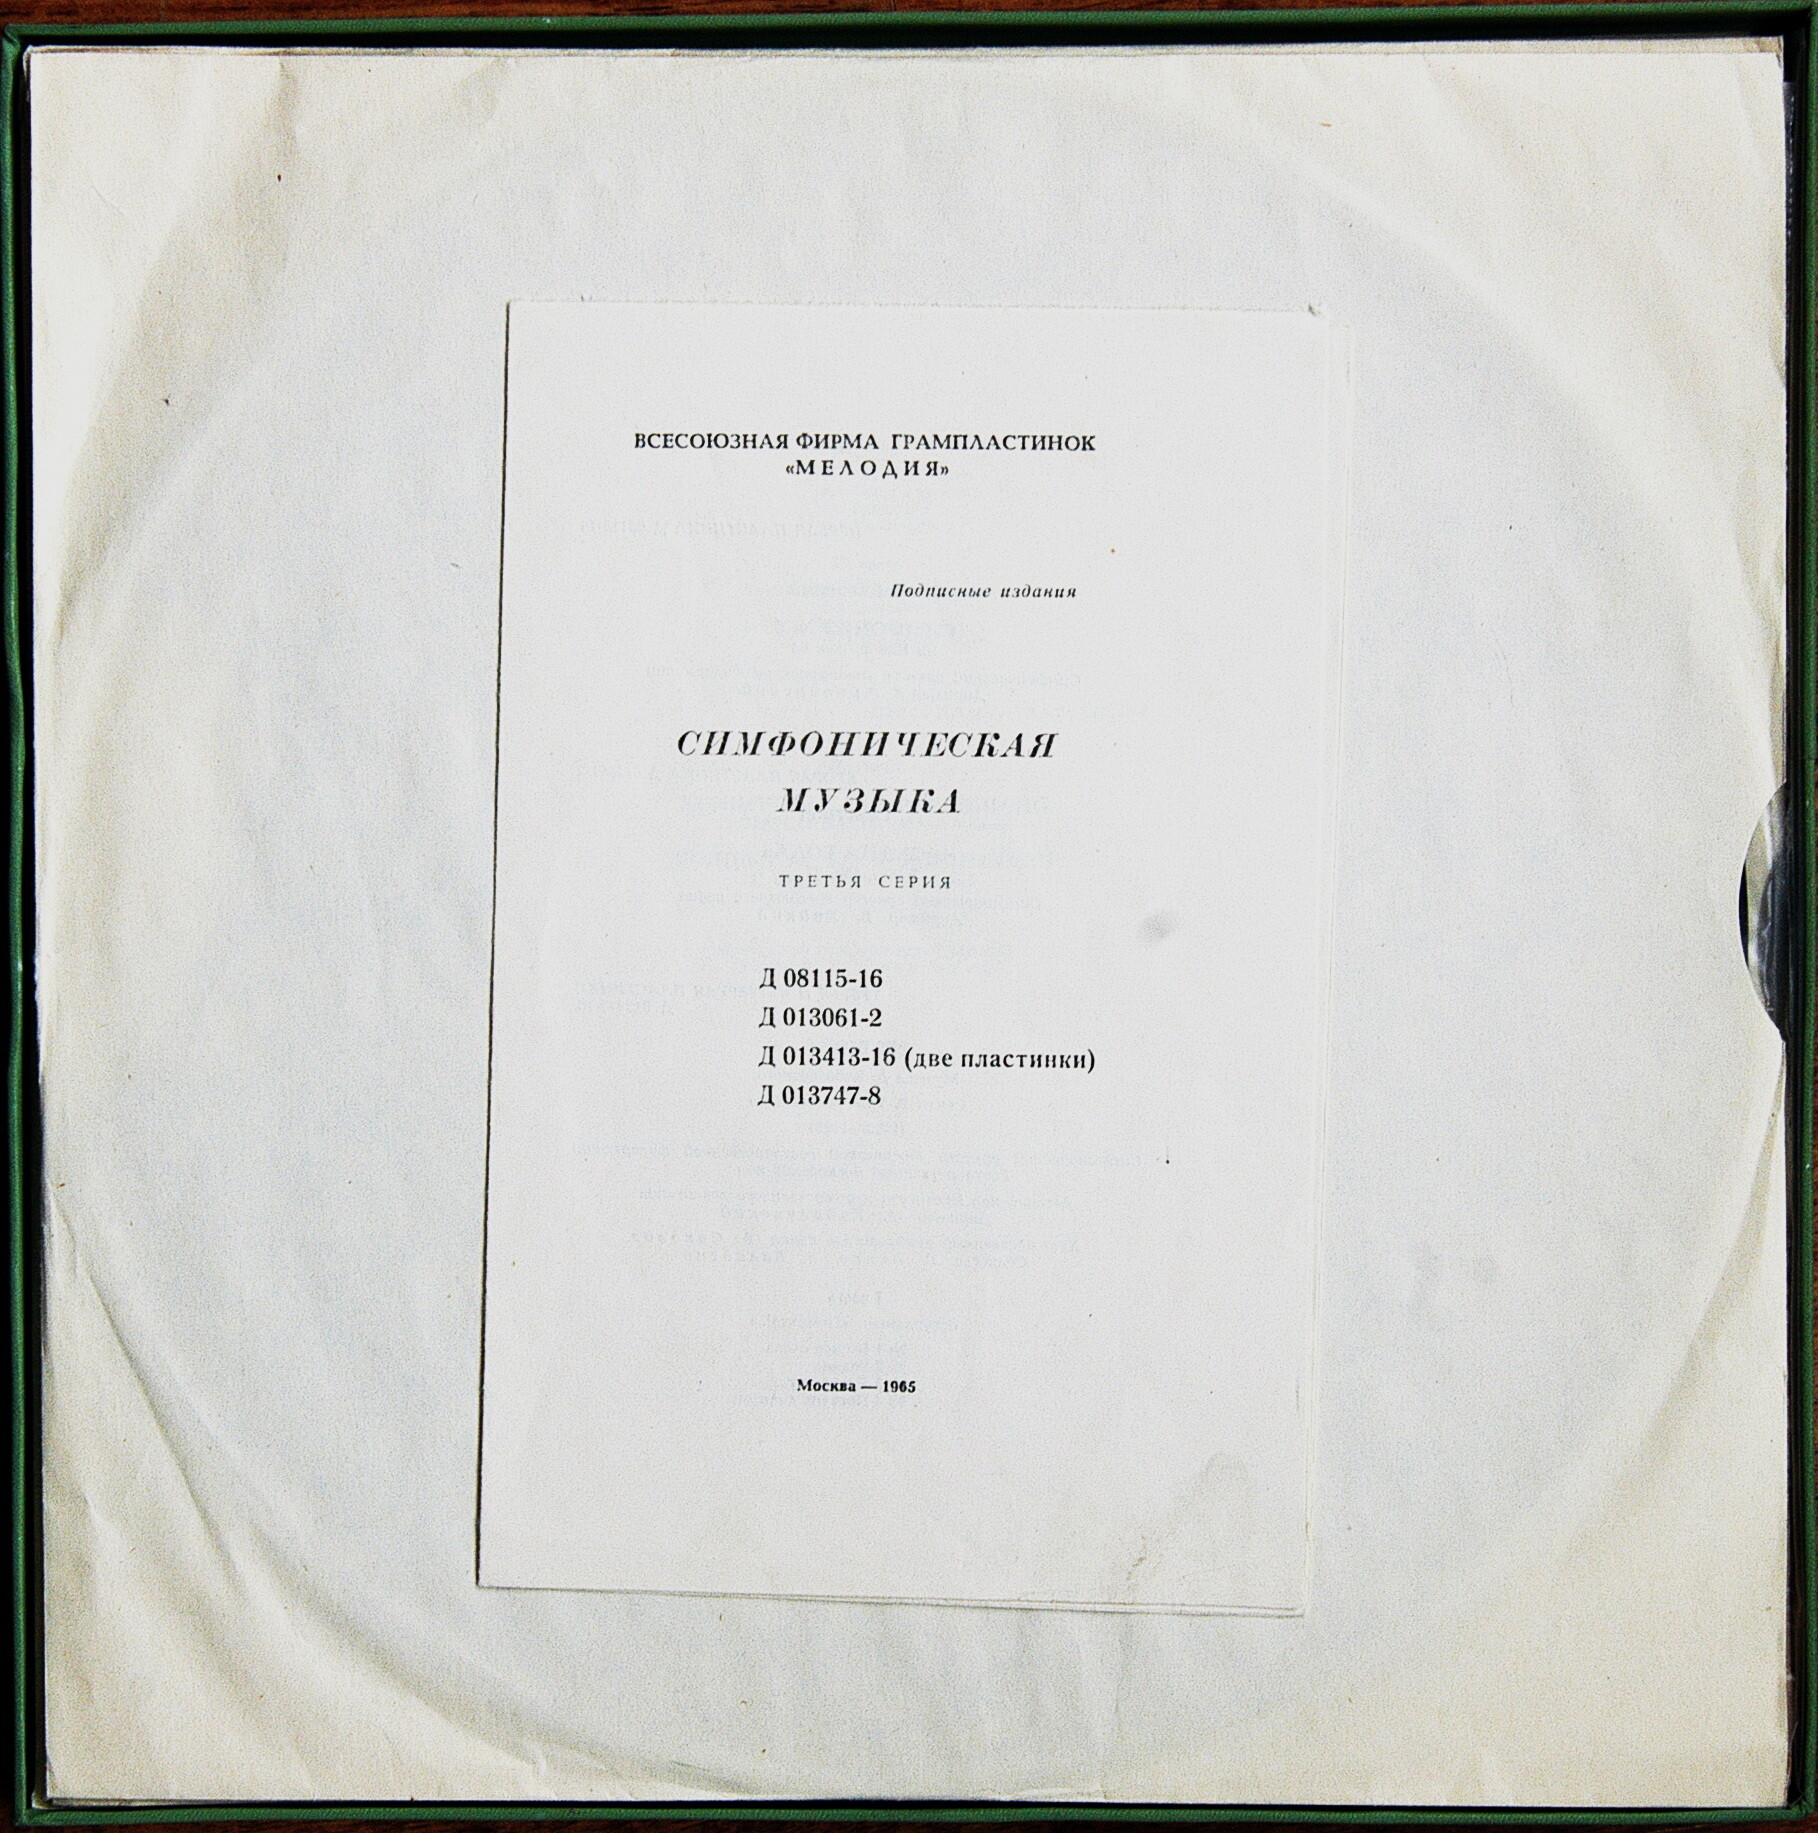 ВСЕСОЮЗНАЯ ФИРМА ГРАМПЛАСТИНОК
«МЕЛОДИЯ»
Подписные издания
СИМФОНИЧЕСКАЯ
МУЗЫКА
ТРЕТЬЯ СЕРИЯ
Д 08115-16
Д 013061-2
Д 013413-16 (две пластинки)
Д 013747-8
Москва — 1965